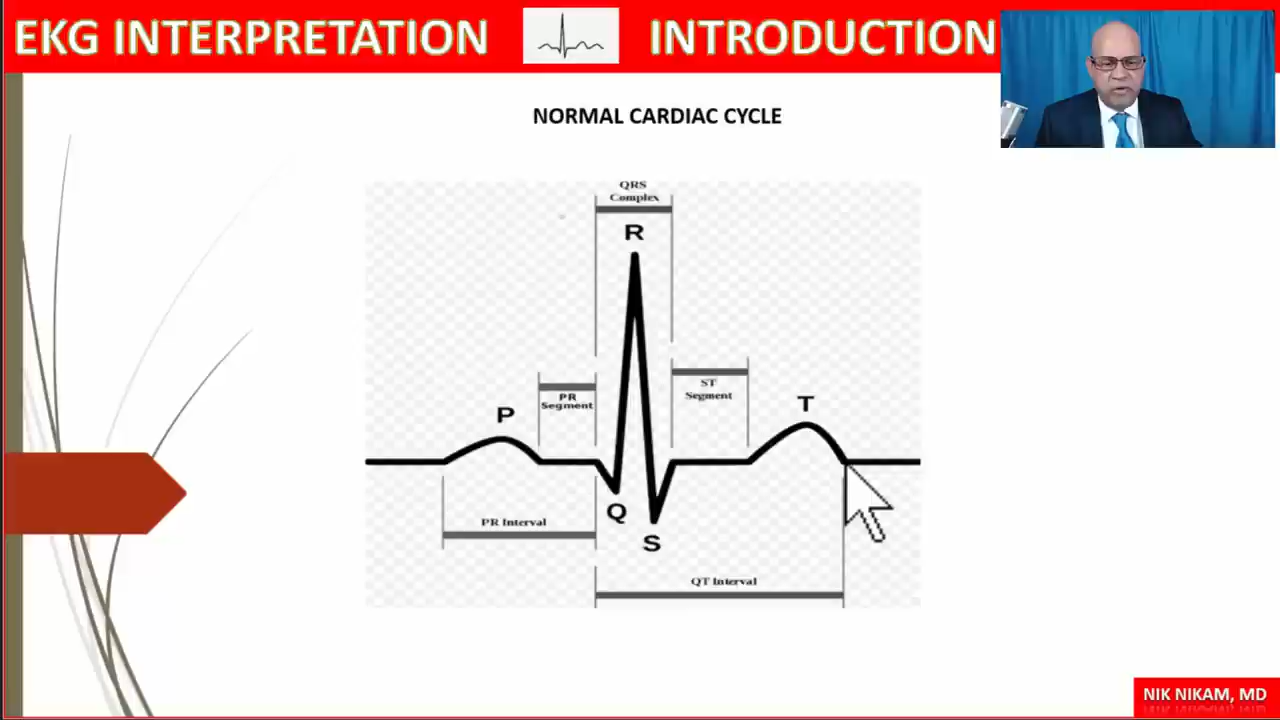 EKG INTERPRETATION INTRODUCTION
NORMAL CARDIAC CYCLE
QRS
Complex
R
PR
Segment
ST
Segment
P
T
Q
S
PR Interval
QT Interval
NIK NIKAM, MD